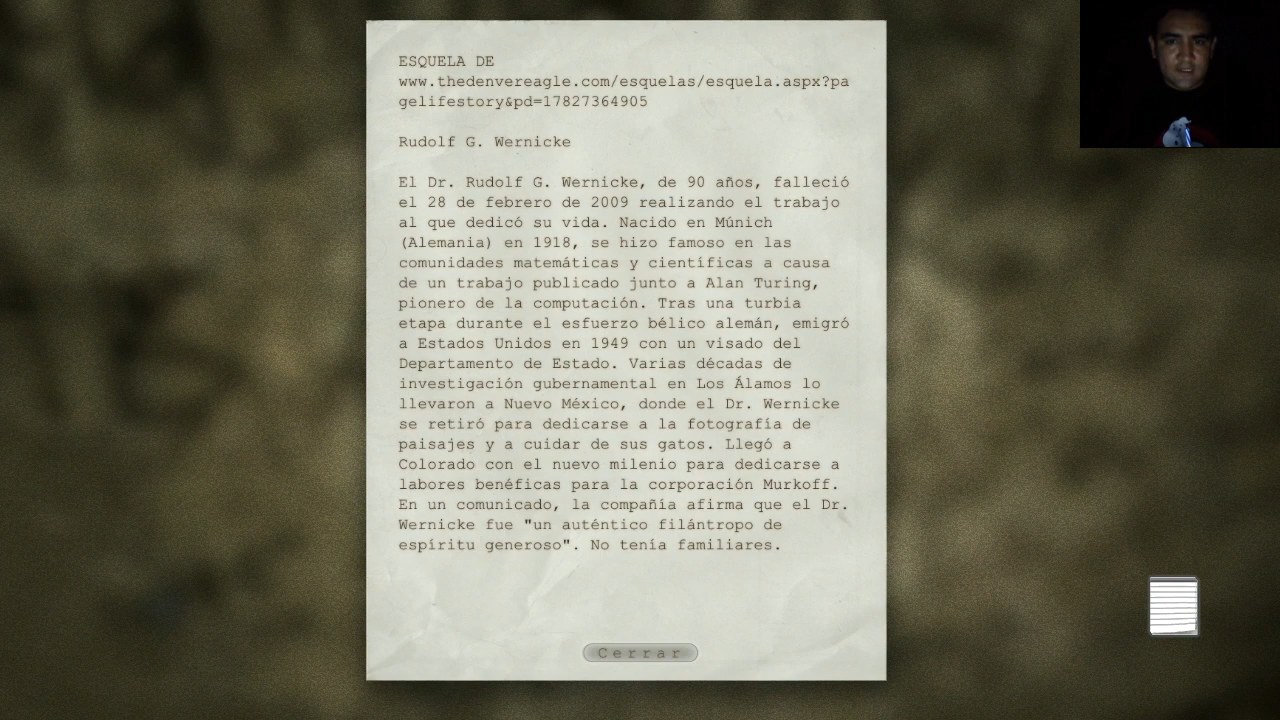 ESQUELA DE
www.thedenvereagle.com/esquelas/esquela.aspx?pa
gelifestory&pd=17827364905
Rudolf G. Wernicke
El Dr. Rudolf G. Wernicke, de 90 años, falleció
el 28 de febrero de 2009 realizando el trabajo
al que dedicó su vida. Nacido en Múnich
(Alemania) en 1918, se hizo famoso en las
comunidades matemáticas y científicas a causa
de un trabajo publicado junto a Alan Turing,
pionero de la computación. Tras una turbia
etapa durante el esfuerzo bélico alemán, emigró
a Estados Unidos en 1949 con un visado del
Departamento de Estado. Varias décadas de
investigación gubernamental en Los Álamos lo
llevaron a Nuevo México, donde el Dr. Wernicke
se retiró para dedicarse a la fotografía de
paisajes y a cuidar de sus gatos. Llegó a
Colorado con el nuevo milenio para dedicarse a
labores benéficas para la corporación Murkoff.
En un comunicado, la compañía afirma que el Dr.
Wernicke fue "un auténtico filántropo de
espíritu generoso". No tenía familiares.
Cerrar